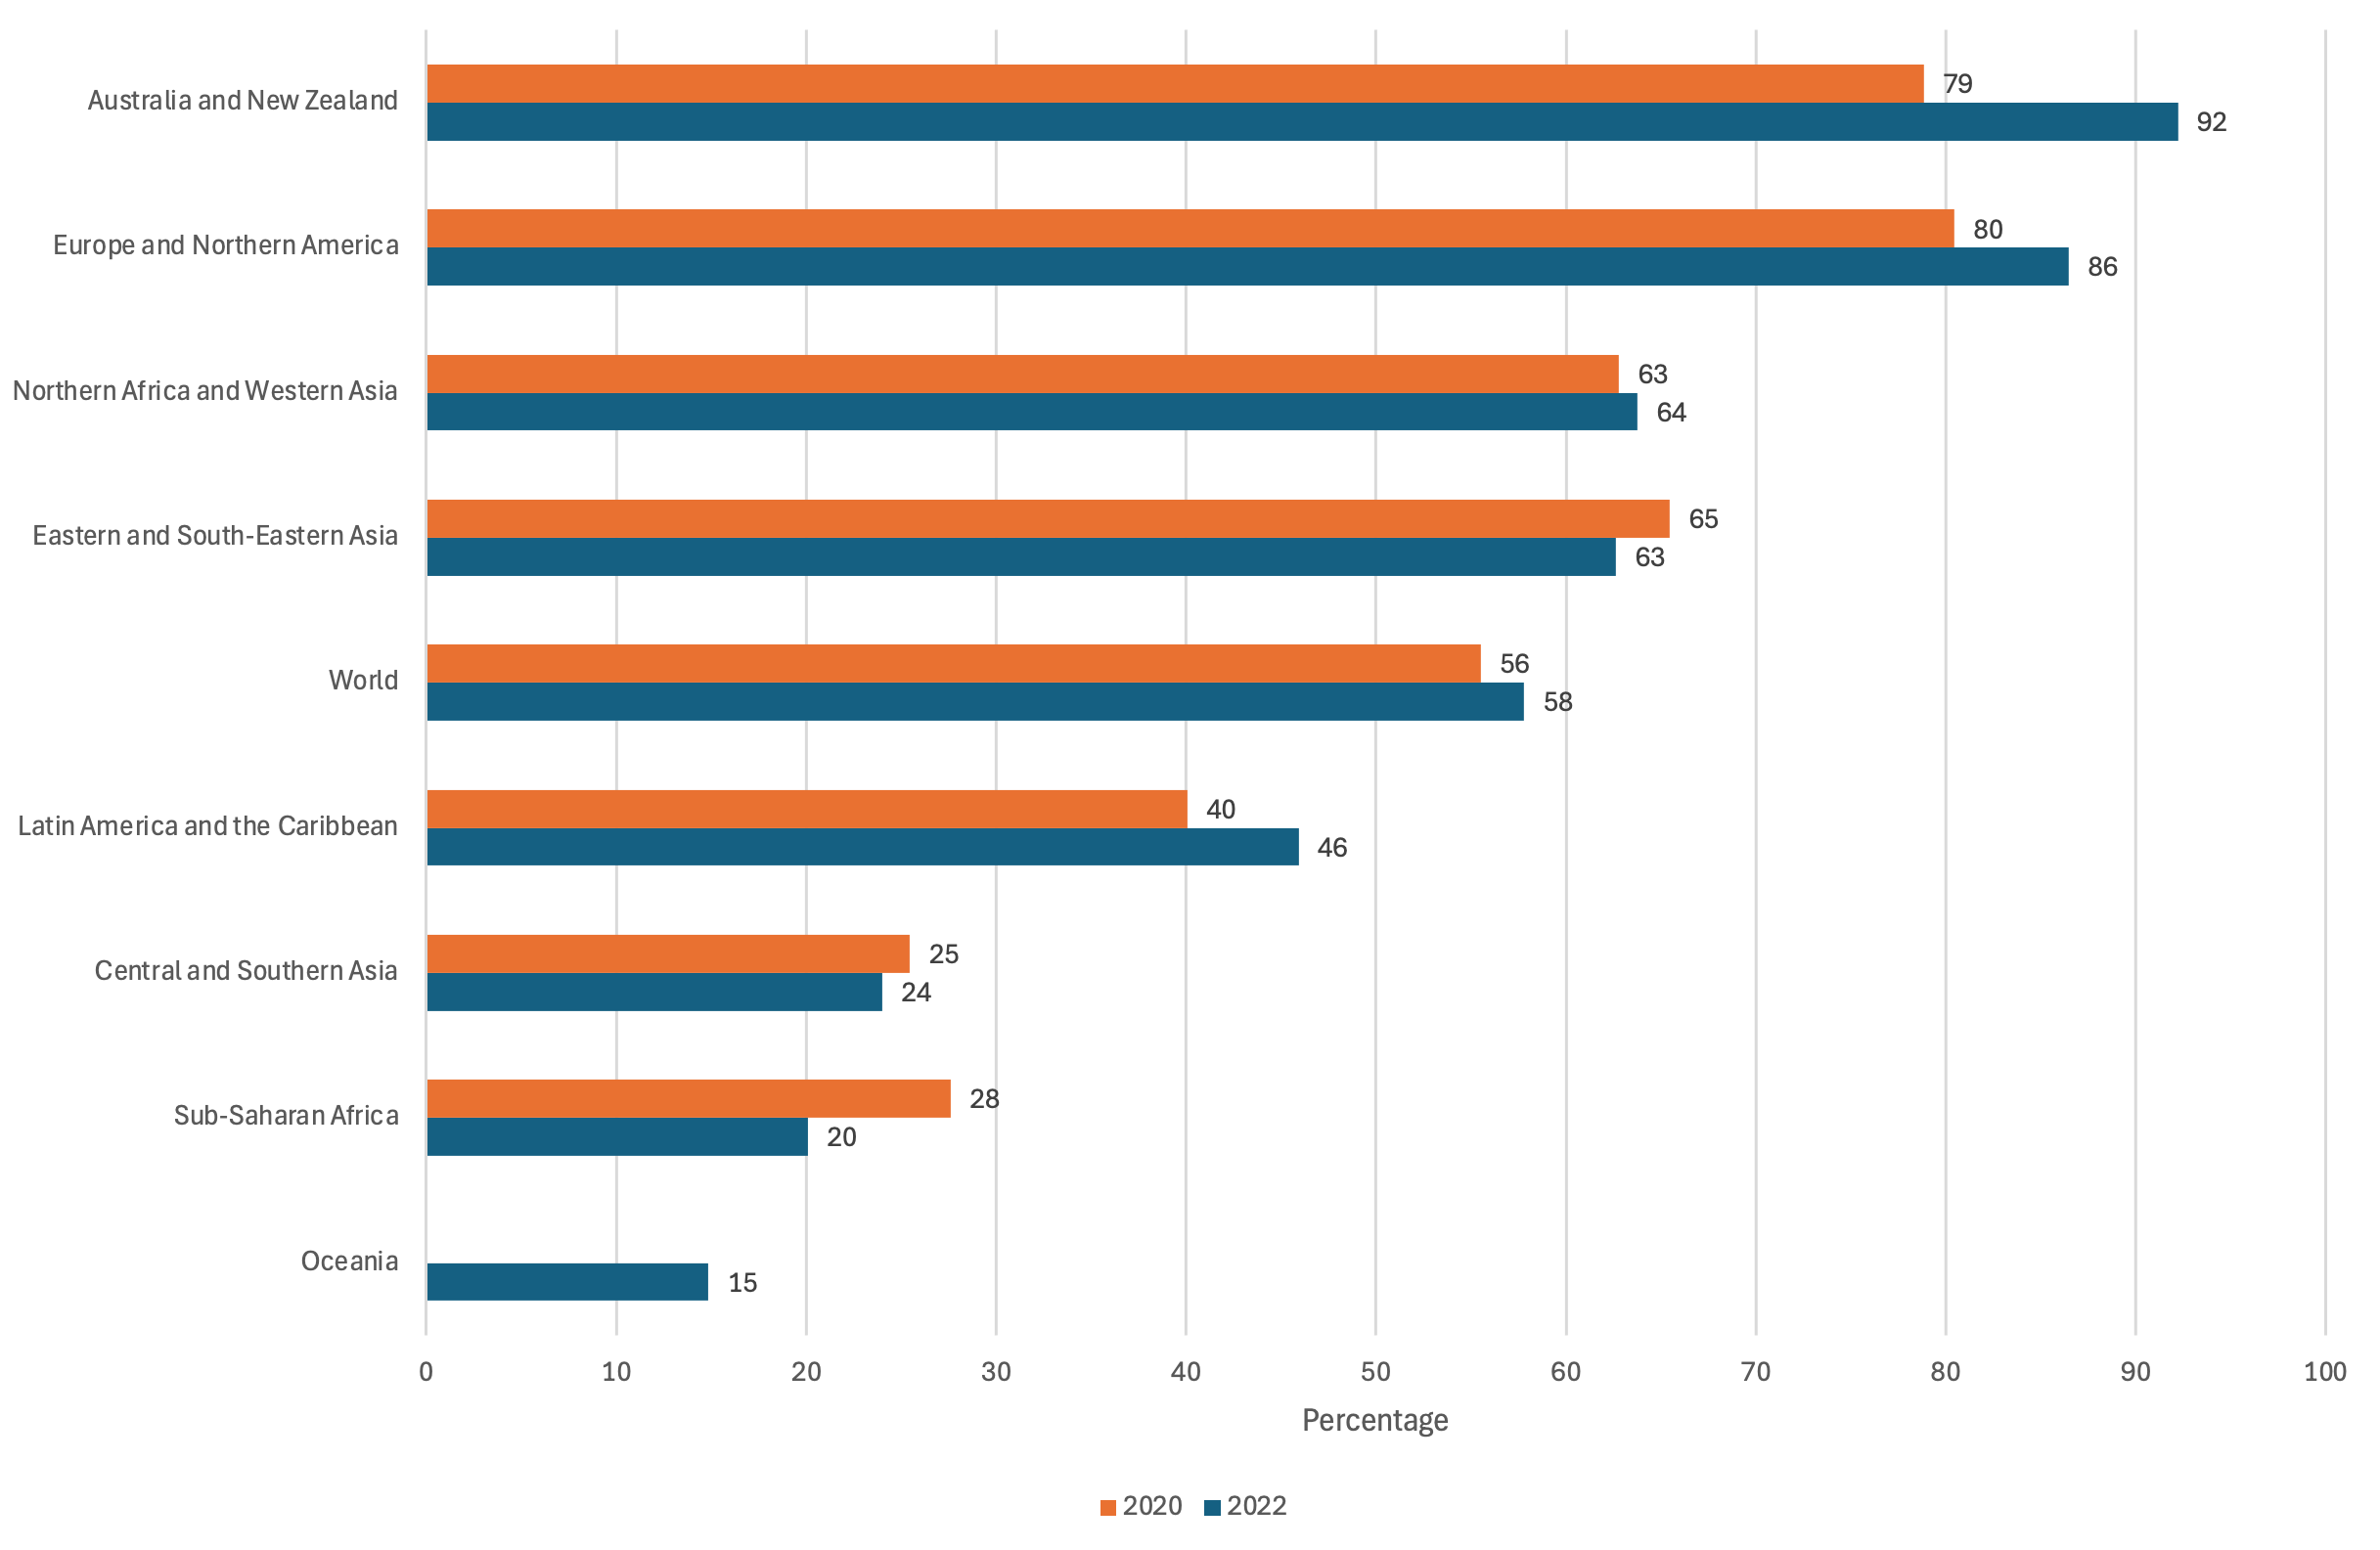 Australia and New Zealand
79
92
Europe and Northern America
80
86
Northern Africa and Western Asia
63
64
Eastern and South-Eastern Asia
65
63
World
56
58
Latin America and the Caribbean
40
46
Central and Southern Asia
25
24
Sub-Saharan Africa
28
20
Oceania
15
0 10 20 30 40 50 60 70 80 90 100
Percentage
2020 2022